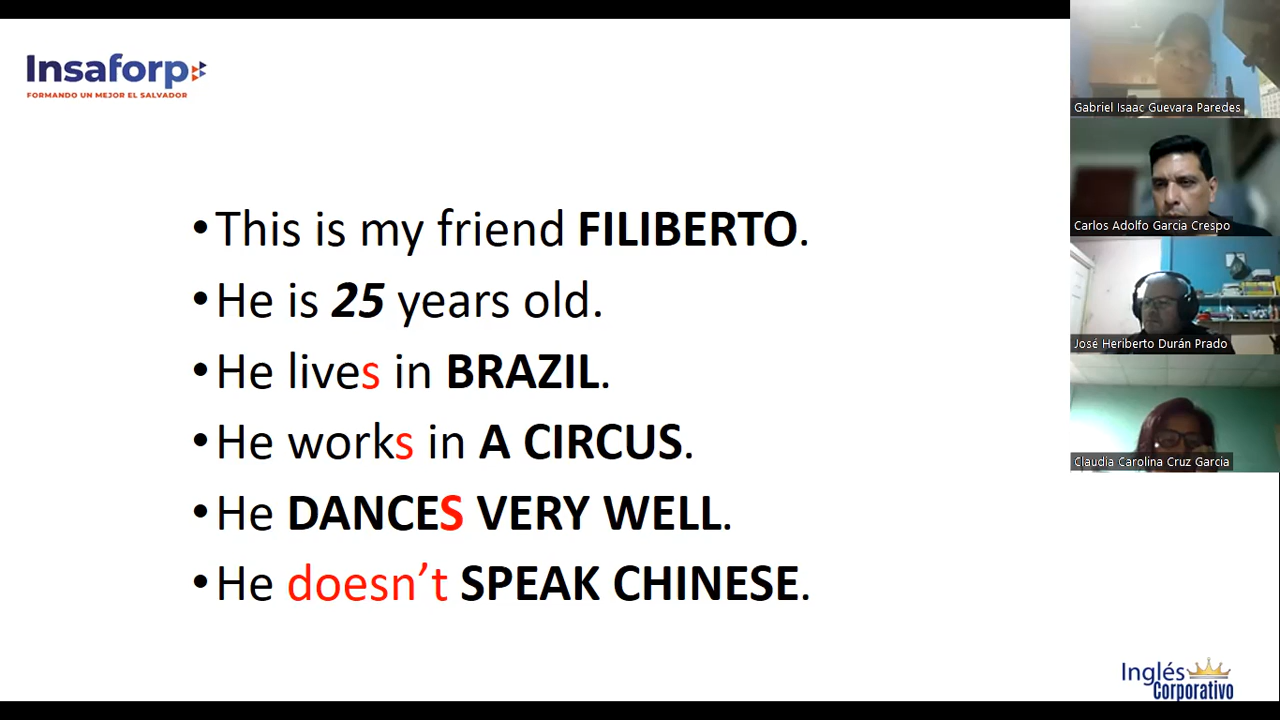 Insaforp
FORMANDO UN MEJOR EL SALVADOR
•This is my friend FILIBERTO.
•He is 25 years old.
•He lives in BRAZIL.
•He works in A CIRCUS.
•He DANCES VERY WELL.
•He doesn’t SPEAK CHINESE.
Inglés
Corporativo
Gabriel Isaac Guevara Paredes
Carlos Adolfo Garcia Crespo
José Heriberto Durán Prado
Claudia Carolina Cruz Garcia